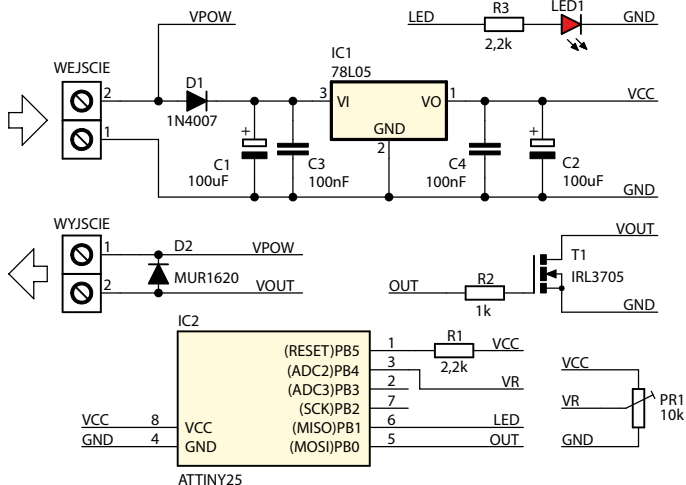 VPOW
LED
R3
2,2k
LED1
GND
WEJSCIE
2
1
D1
1N4007
IC1
78L05
3
VI
VO
1
GND
2
VCC
+
C1
100uF
C3
100nF
C4
100nF
+
C2
100uF
GND
WYJSCIE
1
2
D2
MUR1620
VPOW
VOUT
OUT
R2
1k
VOUT
T1
IRL3705
GND
IC2
(RESET)PB5
(ADC2)PB4
(ADC3)PB3
(SCK)PB2
(MISO)PB1
(MOSI)PB0
1
3
2
7
6
5
R1
2,2k
VCC
VR
LED
OUT
VCC
8
VCC
GND
4
GND
ATTINY25
VCC
VR
GND
PR1
10k